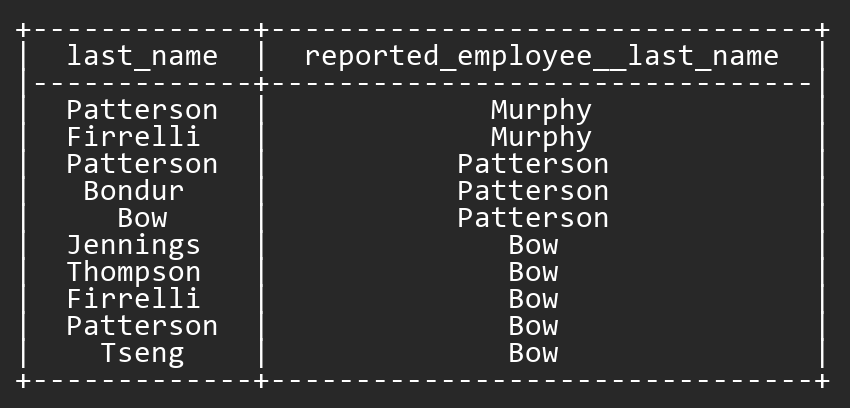 +-------------+--------------------------------+
| last_name | reported_employee__last_name |
|-------------+--------------------------------|
| Patterson | Murphy |
| Firrelli | Murphy |
| Patterson | Patterson |
| Bondur | Patterson |
| Bow | Patterson |
| Jennings | Bow |
| Thompson | Bow |
| Firrelli | Bow |
| Patterson | Bow |
| Tseng | Bow |
+-------------+--------------------------------+